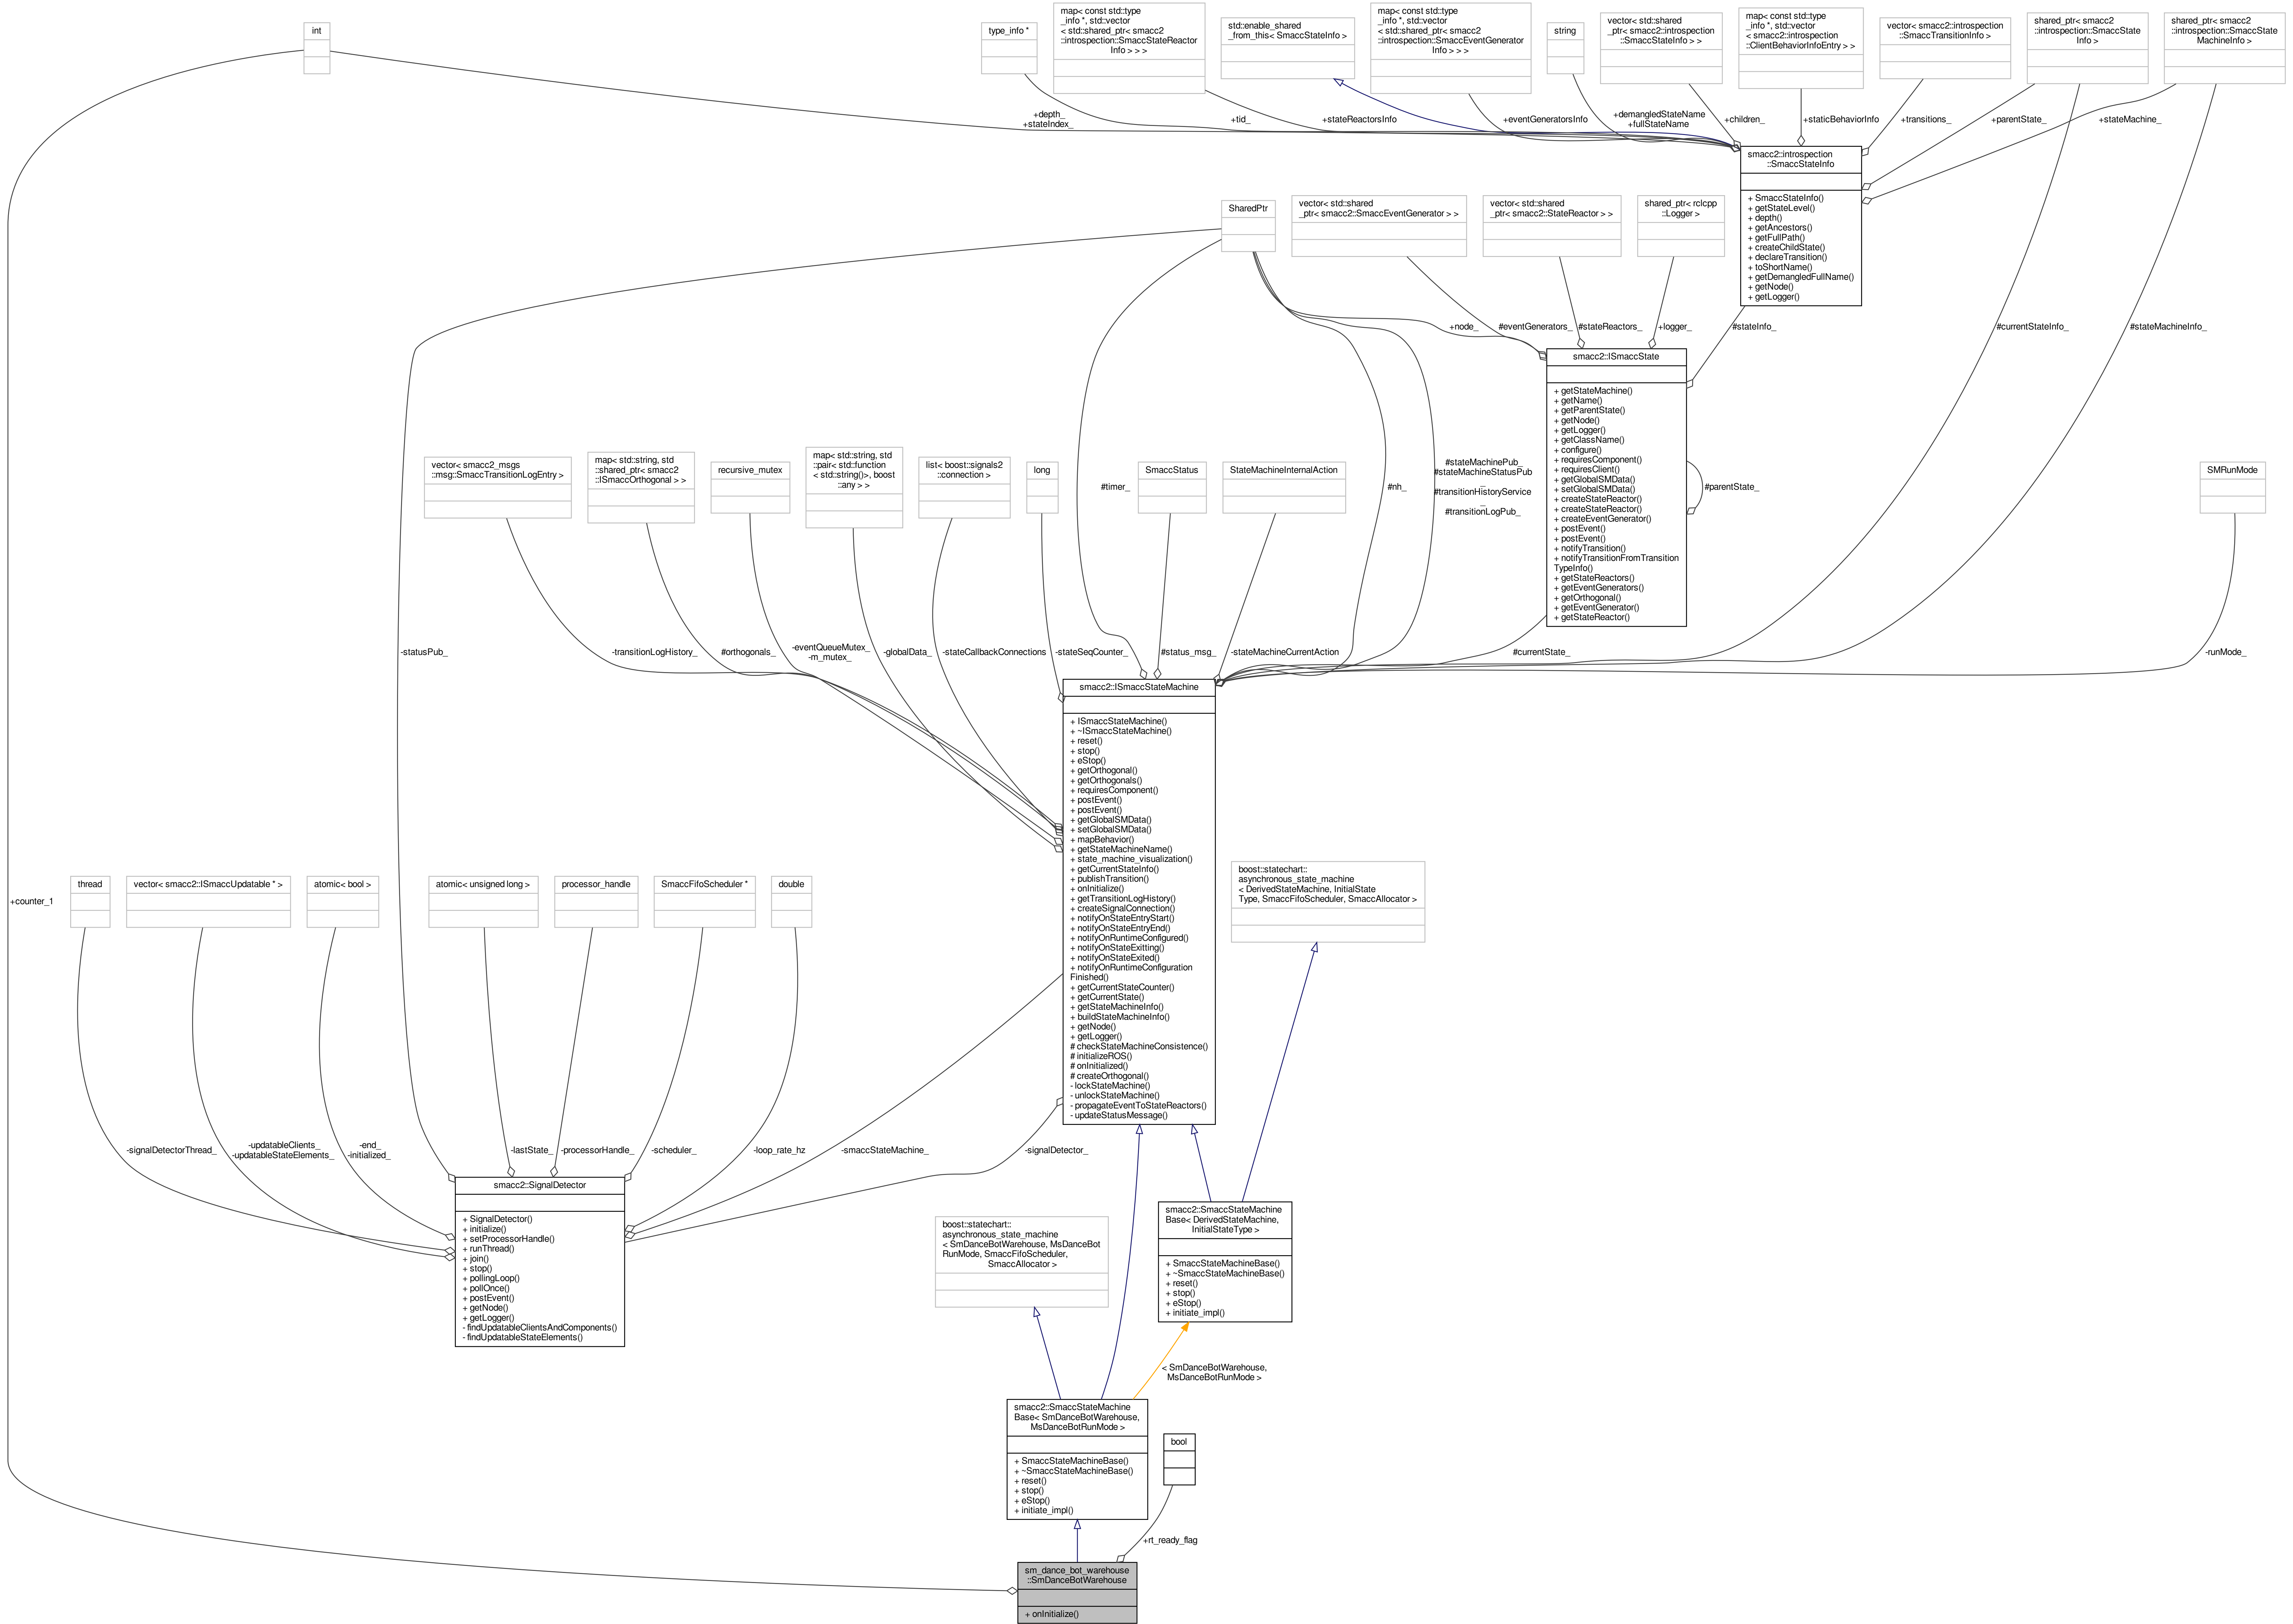 int
type_info *
map< const std::type
_info *, std::vector
< std::shared_ptr< smacc2
::introspection::SmaccStateReactor
Info > > >
std::enable_shared
_from_this< SmaccStateInfo >
map< const std::type
_info *, std::vector
< std::shared_ptr< smacc2
::introspection::SmaccEventGenerator
Info > > >
string
vector< std::shared
_ptr< smacc2::introspection
::SmaccStateInfo > >
map< const std::type
_info *, std::vector
< smacc2::introspection
::ClientBehaviorInfoEntry > >
vector< smacc2::introspection
::SmaccTransitionInfo >
shared_ptr< smacc2
::introspection::SmaccState
Info >
shared_ptr< smacc2
::introspection::SmaccState
MachineInfo >
+depth_
+stateIndex_
+tid_
+stateReactorsInfo
+eventGeneratorsInfo
+demangledStateName
+fullStateName
+children_
+staticBehaviorInfo
+transitions_
+parentState_
+stateMachine_
smacc2::introspection
::SmaccStateInfo
+ SmaccStateInfo()
+ getStateLevel()
+ depth()
+ getAncestors()
+ getFullPath()
+ createChildState()
+ declareTransition()
+ toShortName()
+ getDemangledFullName()
+ getNode()
+ getLogger()
SharedPtr
vector< std::shared
_ptr< smacc2::SmaccEventGenerator > >
vector< std::shared
_ptr< smacc2::StateReactor > >
shared_ptr< rclcpp
::Logger >
+node_
#eventGenerators_
#stateReactors_
+logger_
#stateInfo_
#currentStateInfo_
#stateMachineInfo_
smacc2::ISmaccState
+ getStateMachine()
+ getName()
+ getParentState()
+ getNode()
+ getLogger()
+ getClassName()
+ configure()
+ requiresComponent()
+ requiresClient()
+ getGlobalSMData()
+ setGlobalSMData()
+ createStateReactor()
+ createStateReactor()
+ createEventGenerator()
+ postEvent()
+ postEvent()
+ notifyTransition()
+ notifyTransitionFromTransition
TypeInfo()
+ getStateReactors()
+ getEventGenerators()
+ getOrthogonal()
+ getEventGenerator()
+ getStateReactor()
#parentState_
vector< smacc2_msgs
::msg::SmaccTransitionLogEntry >
map< std::string, std
::shared_ptr< smacc2
::ISmaccOrthogonal > >
recursive_mutex
map< std::string, std
::pair< std::function
< std::string()>, boost
::any > >
list< boost::signals2
::connection >
long
SmaccStatus
StateMachineInternalAction
SMRunMode
#timer_
#nh_
#stateMachinePub_
#stateMachineStatusPub
_
#transitionHistoryService
_
#transitionLogPub_
-statusPub_
-transitionLogHistory_
#orthogonals_
-eventQueueMutex_
-m_mutex_
-globalData_
-stateCallbackConnections
-stateSeqCounter_
#status_msg_
-stateMachineCurrentAction
#currentState_
-runMode_
smacc2::ISmaccStateMachine
+ ISmaccStateMachine()
+ ~ISmaccStateMachine()
+ reset()
+ stop()
+ eStop()
+ getOrthogonal()
+ getOrthogonals()
+ requiresComponent()
+ postEvent()
+ postEvent()
+ getGlobalSMData()
+ setGlobalSMData()
+ mapBehavior()
+ getStateMachineName()
+ state_machine_visualization()
+ getCurrentStateInfo()
+ publishTransition()
+ onInitialize()
+ getTransitionLogHistory()
+ createSignalConnection()
+ notifyOnStateEntryStart()
+ notifyOnStateEntryEnd()
+ notifyOnRuntimeConfigured()
+ notifyOnStateExitting()
+ notifyOnStateExited()
+ notifyOnRuntimeConfiguration
Finished()
+ getCurrentStateCounter()
+ getCurrentState()
+ getStateMachineInfo()
+ buildStateMachineInfo()
+ getNode()
+ getLogger()
# checkStateMachineConsistence()
# initializeROS()
# onInitialized()
# createOrthogonal()
- lockStateMachine()
- unlockStateMachine()
- propagateEventToStateReactors()
- updateStatusMessage()
+counter_1
thread
vector< smacc2::ISmaccUpdatable * >
atomic< bool >
atomic< unsigned long >
processor_handle
SmaccFifoScheduler *
double
boost::statechart::
asynchronous_state_machine
< DerivedStateMachine, InitialState
Type, SmaccFifoScheduler, SmaccAllocator >
-signalDetectorThread_
-updatableClients_
-updatableStateElements_
-end_
-initialized_
-lastState_
-processorHandle_
-scheduler_
-loop_rate_hz
-smaccStateMachine_
-signalDetector_
smacc2::SignalDetector
+ SignalDetector()
+ initialize()
+ setProcessorHandle()
+ runThread()
+ join()
+ stop()
+ pollingLoop()
+ pollOnce()
+ postEvent()
+ getNode()
+ getLogger()
- findUpdatableClientsAndComponents()
- findUpdatableStateElements()
smacc2::SmaccStateMachine
Base< DerivedStateMachine,
InitialStateType >
+ SmaccStateMachineBase()
+ ~SmaccStateMachineBase()
+ reset()
+ stop()
+ eStop()
+ initiate_impl()
boost::statechart::
asynchronous_state_machine
< SmDanceBotWarehouse, MsDanceBot
RunMode, SmaccFifoScheduler,
SmaccAllocator >
< SmDanceBotWarehouse,
MsDanceBotRunMode >
smacc2::SmaccStateMachine
Base< SmDanceBotWarehouse,
MsDanceBotRunMode >
+ SmaccStateMachineBase()
+ ~SmaccStateMachineBase()
+ reset()
+ stop()
+ eStop()
+ initiate_impl()
bool
+rt_ready_flag
sm_dance_bot_warehouse
::SmDanceBotWarehouse
+ onInitialize()